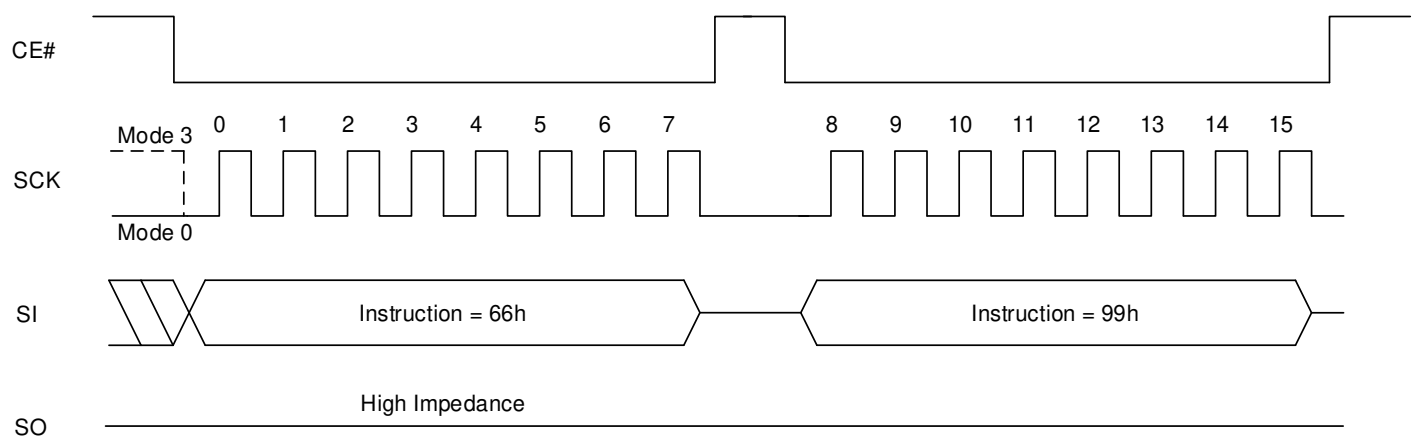 CE#
Mode 3
0 1 2 3 4 5 6 7 8 9 10 11 12 13 14 15
SCK
Mode 0
SI
Instruction = 66h
Instruction = 99h
High Impedance
SO